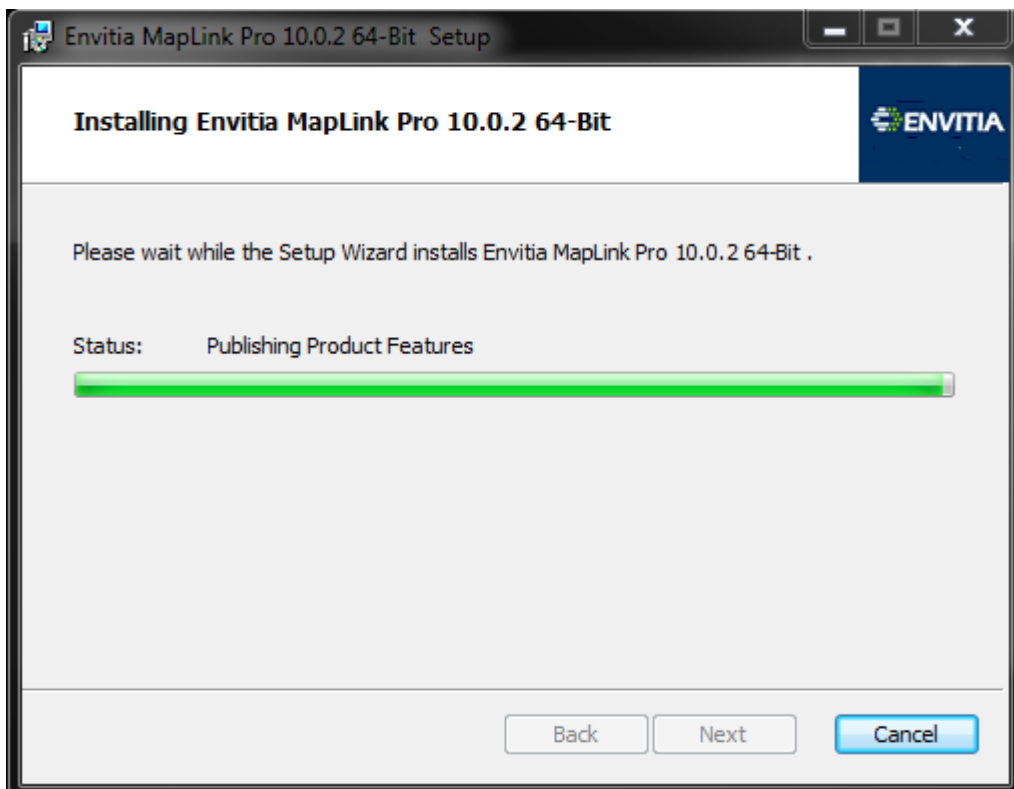 Envitia MapLink Pro 10.0.2 64-Bit Setup
Installing Envitia MapLink Pro 10.0.2 64-Bit
ENVITIA
Please wait while the Setup Wizard installs Envitia MapLink Pro 10.0.2 64-Bit .
Status: Publishing Product Features
Back Next Cancel